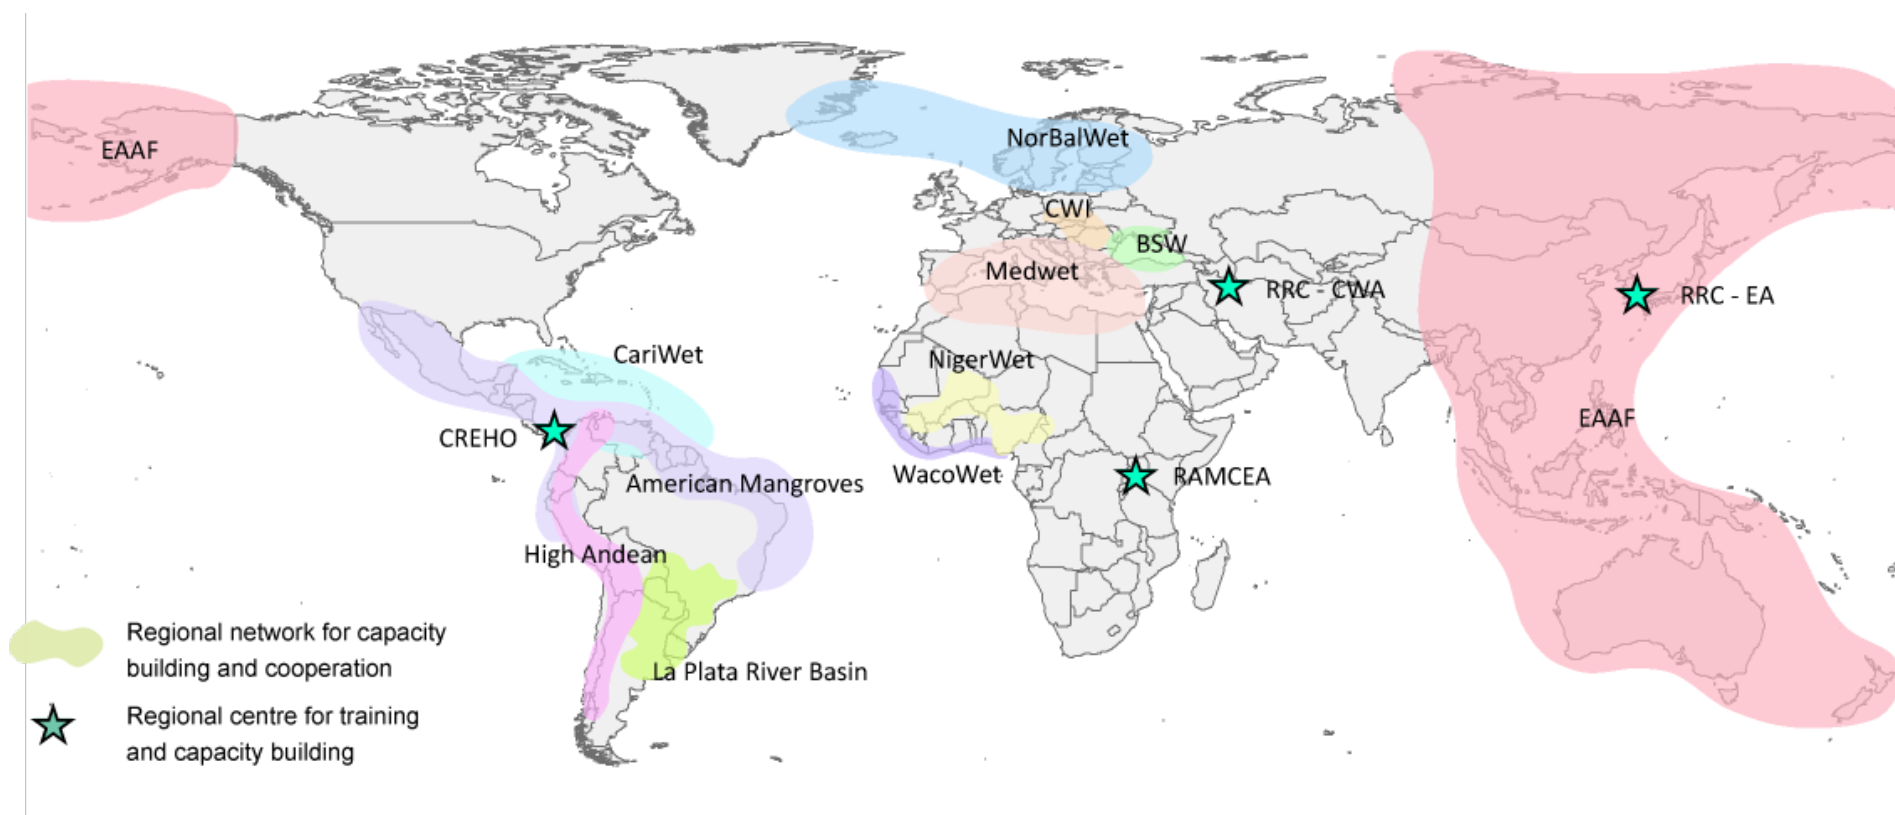 EAAF
NorBalWet
CWI
BSW
Medwet
RRC - CWA
RRC - EA
CariWet
NigerWet
EAAF
CREHO
WacoWet
RAMCEA
American Mangroves
High Andean
La Plata River Basin
Regional network for capacity
building and cooperation
Regional centre for training
and capacity building